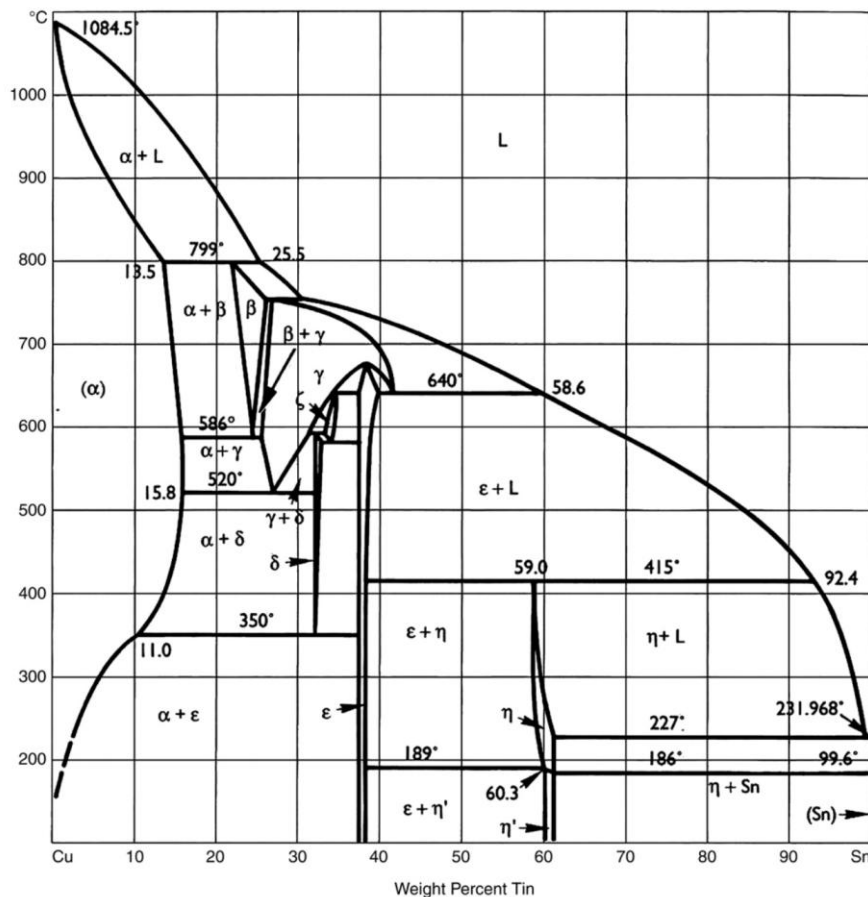 °C
1084.5°
1000
L
α + L
900
799°
25.5
800
13.5
α + β
β
700
β + γ
γ
640°
58.6
(α)
ζ
600
586°
α + γ
520°
ε + L
500
15.8
γ + δ
α + δ
δ
59.0
415°
92.4
400
350°
ε + η
η + L
11.0
300
α + ε
ε
η
231.968°
227°
189°
186°
99.6°
200
60.3
η + Sn
ε + η'
η'
(Sn)
Cu
10
20
30
40
50
60
70
80
90
Sn
Weight Percent Tin